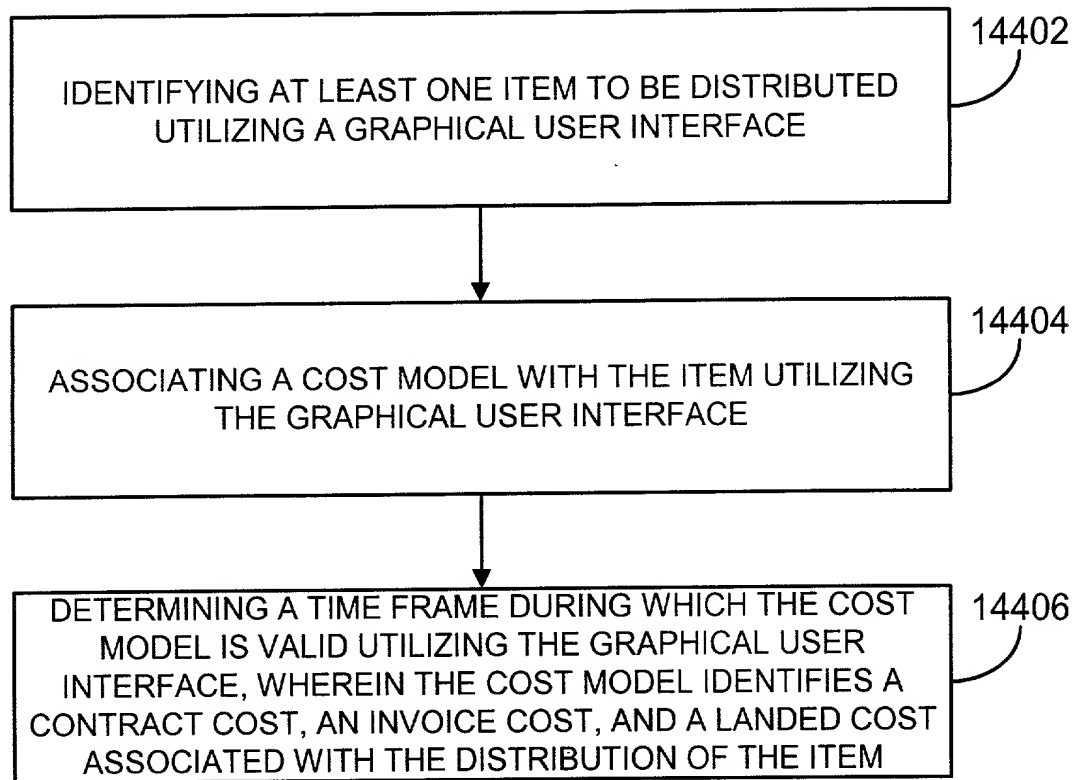 14402
IDENTIFYING AT LEAST ONE ITEM TO BE DISTRIBUTED
UTILIZING A GRAPHICAL USER INTERFACE
14404
ASSOCIATING A COST MODEL WITH THE ITEM UTILIZING
THE GRAPHICAL USER INTERFACE
14406
DETERMINING A TIME FRAME DURING WHICH THE COST
MODEL IS VALID UTILIZING THE GRAPHICAL USER
INTERFACE, WHEREIN THE COST MODEL IDENTIFIES A
CONTRACT COST, AN INVOICE COST, AND A LANDED COST
ASSOCIATED WITH THE DISTRIBUTION OF THE ITEM